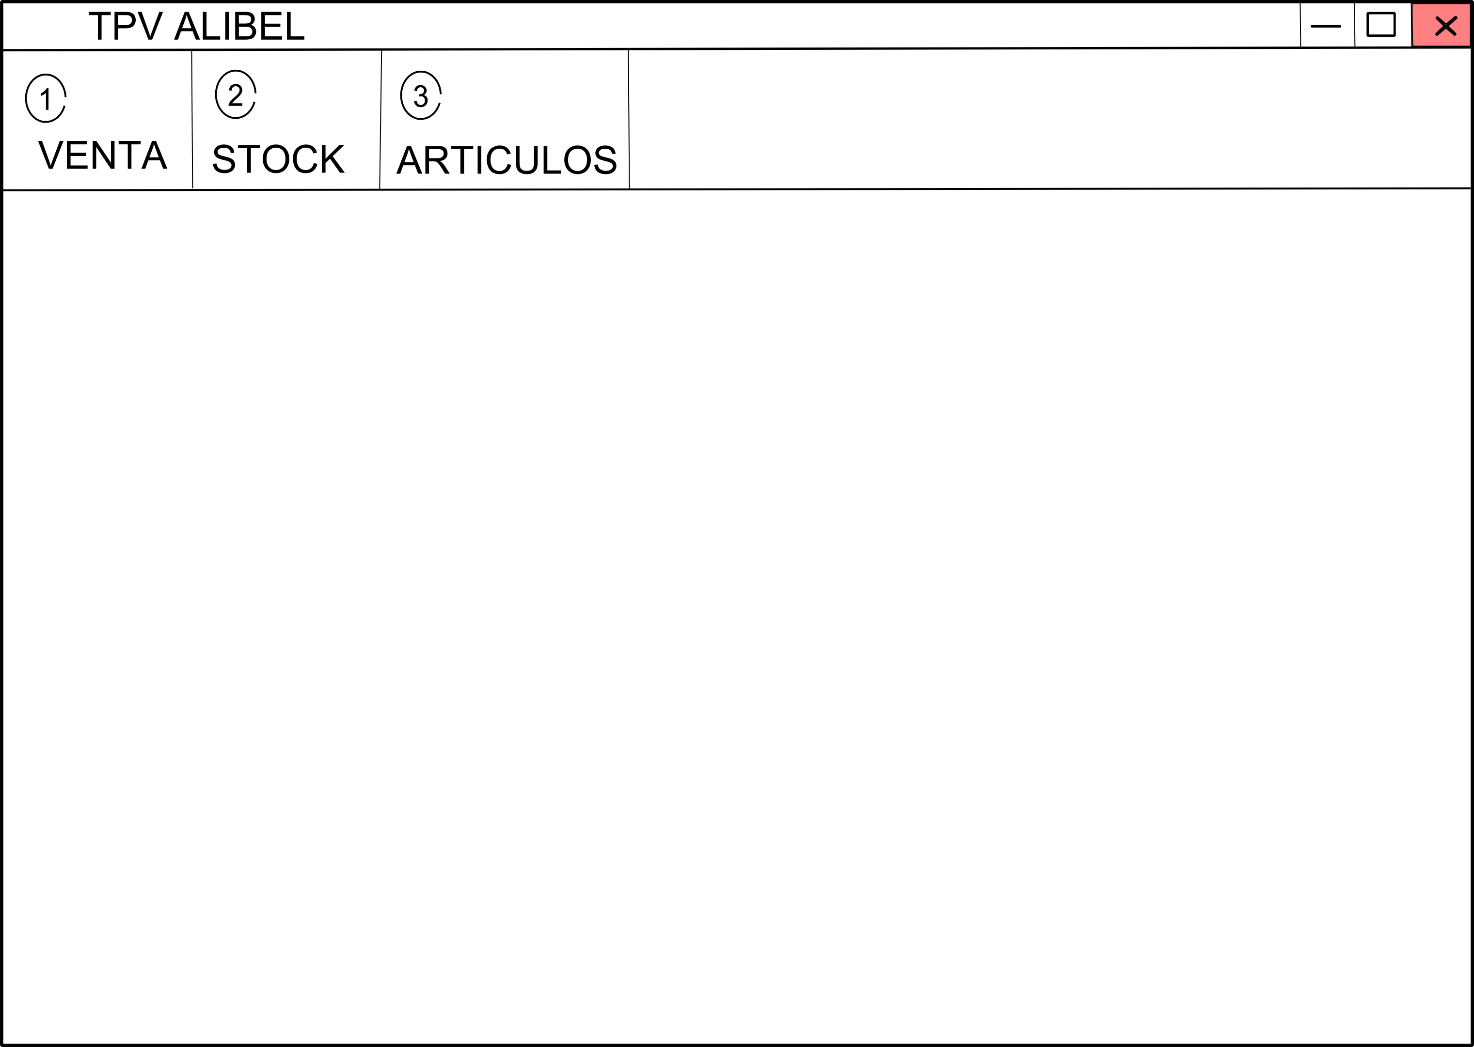 TPV ALIBEL
1
2
3
VENTA
STOCK
ARTICULOS